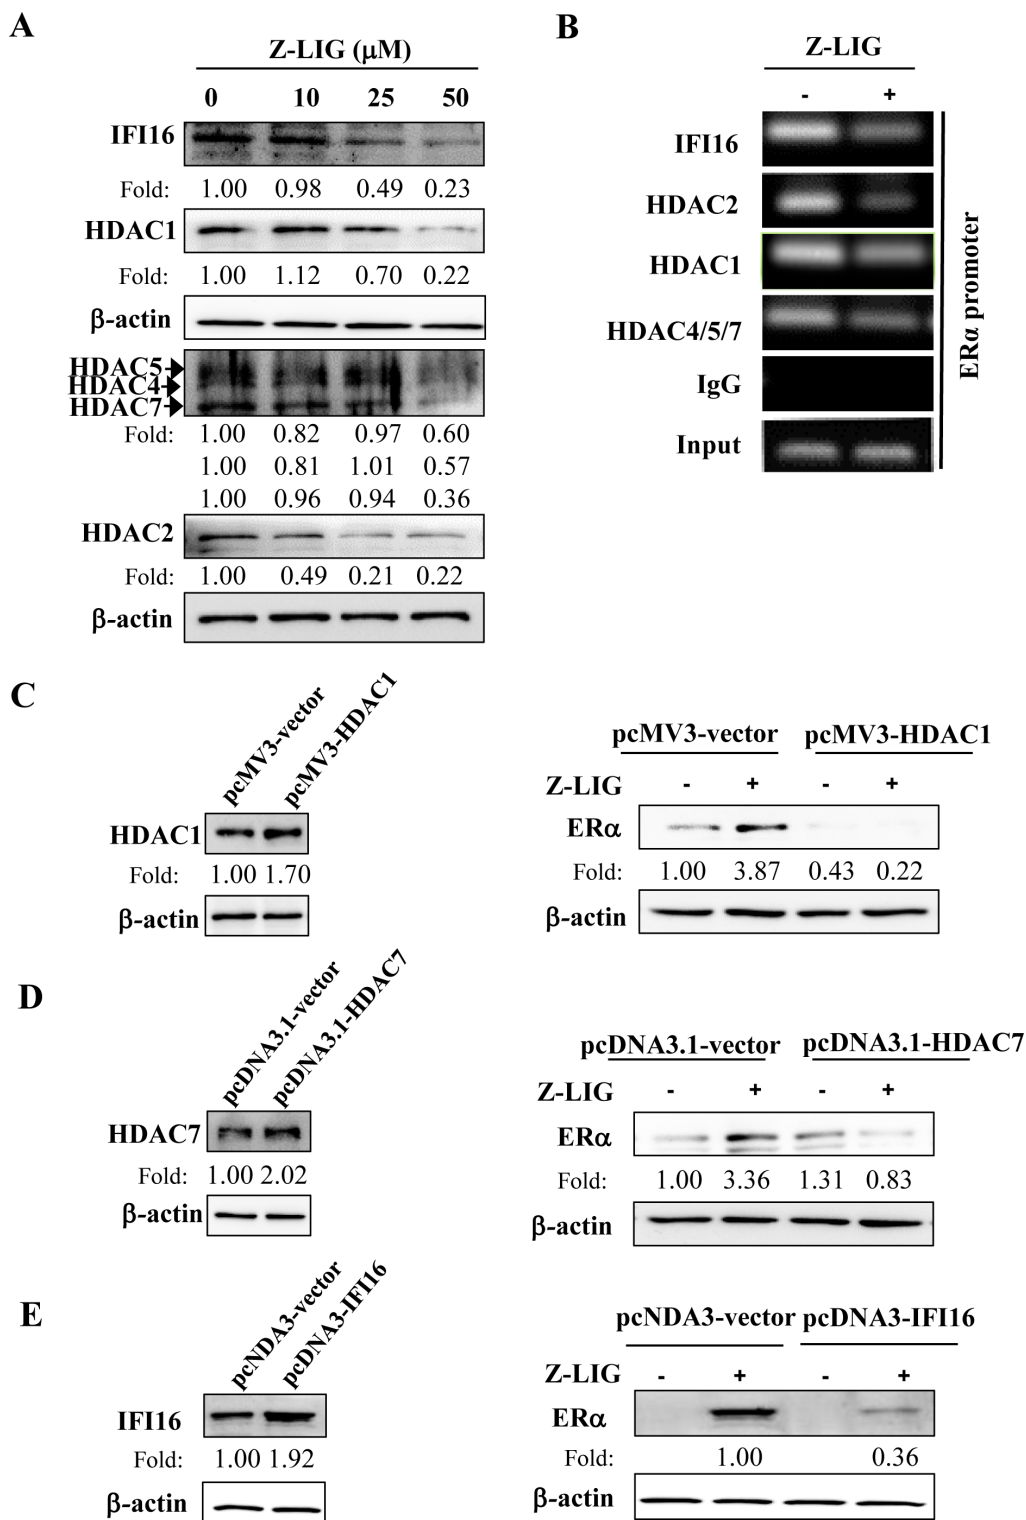 A
Z-LIG (μM)
0 10 25 50
IFI16
Fold: 1.00 0.98 0.49 0.23
HDAC1
Fold: 1.00 1.12 0.70 0.22
β-actin
HDAC5
HDAC4
HDAC7
Fold: 1.00 0.82 0.97 0.60
1.00 0.81 1.01 0.57
1.00 0.96 0.94 0.36
HDAC2
Fold: 1.00 0.49 0.21 0.22
β-actin
B
Z-LIG
- +
IFI16
HDAC2
HDAC1
HDAC4/5/7
IgG
Input
ERα promoter
C
pcMV3-vector
pcMV3-HDAC1
HDAC1
Fold: 1.00 1.70
β-actin
pcMV3-vector pcMV3-HDAC1
Z-LIG - + - +
ERα
Fold: 1.00 3.87 0.43 0.22
β-actin
D
pcDNA3.1-vector
pcDNA3.1-HDAC7
HDAC7
Fold: 1.00 2.02
β-actin
pcDNA3.1-vector pcDNA3.1-HDAC7
Z-LIG - + - +
ERα
Fold: 1.00 3.36 1.31 0.83
β-actin
E
pcNDA3-vector
pcDNA3-IFI16
IFI16
Fold: 1.00 1.92
β-actin
pcNDA3-vector pcDNA3-IFI16
Z-LIG - + - +
ERα
Fold: 1.00 0.36
β-actin